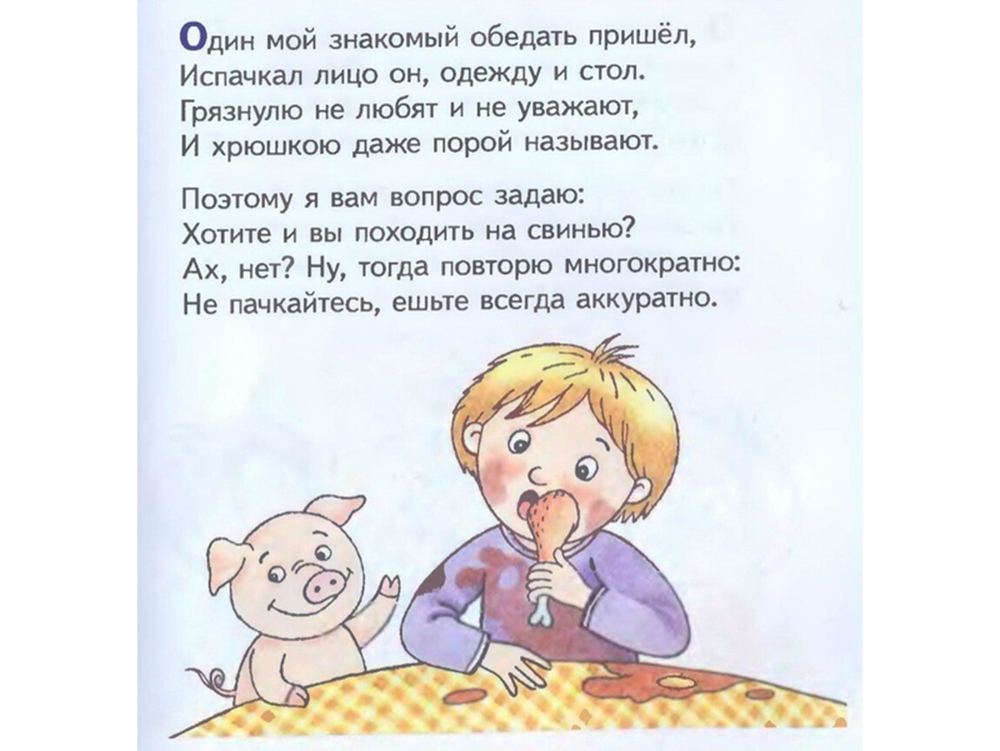 Один мой знакомый обедать пришёл,
Испачкал лицо он, одежду и стол.
Грязнулю не любят и не уважают,
И хрюшкою даже порой называют.
Поэтому я вам вопрос задаю:
Хотите и вы походить на свинью?
Ах, нет? Ну, тогда повторю многократно:
Не пачкайтесь, ешьте всегда аккуратно.